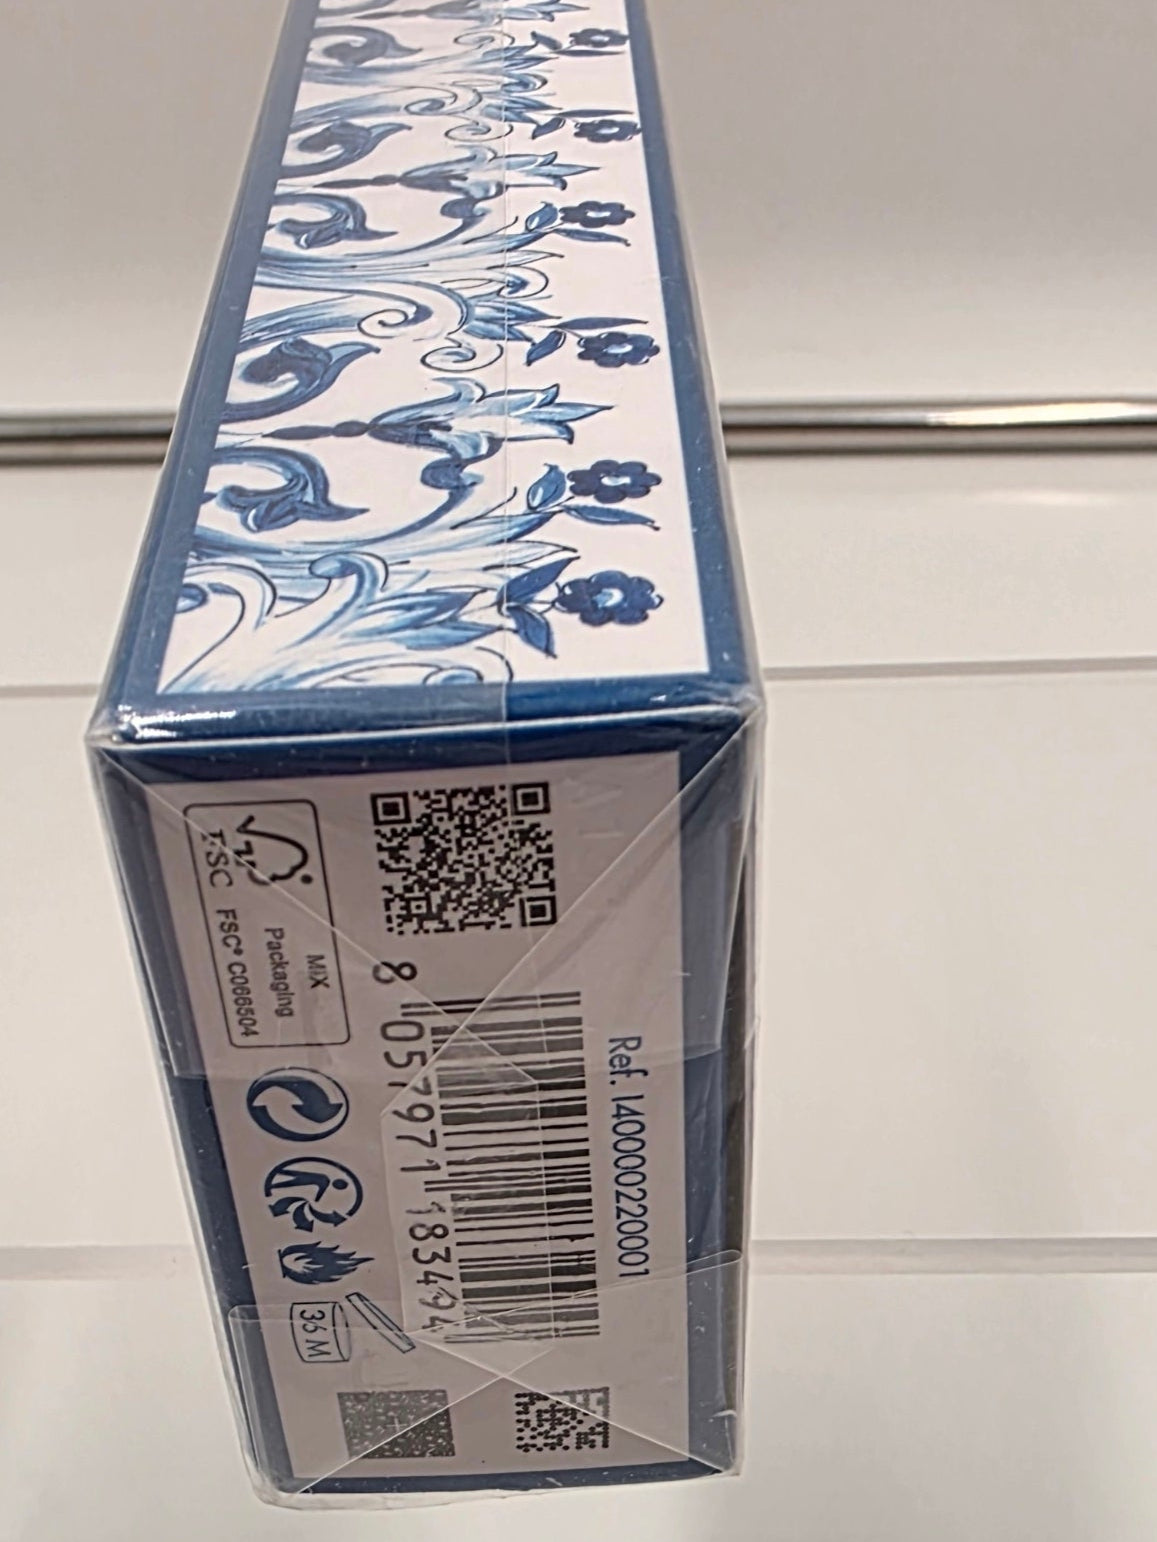 Ref. I40000220001
8 057971 183494
MIX
Packaging
FSC
FSC® C066504
36 M